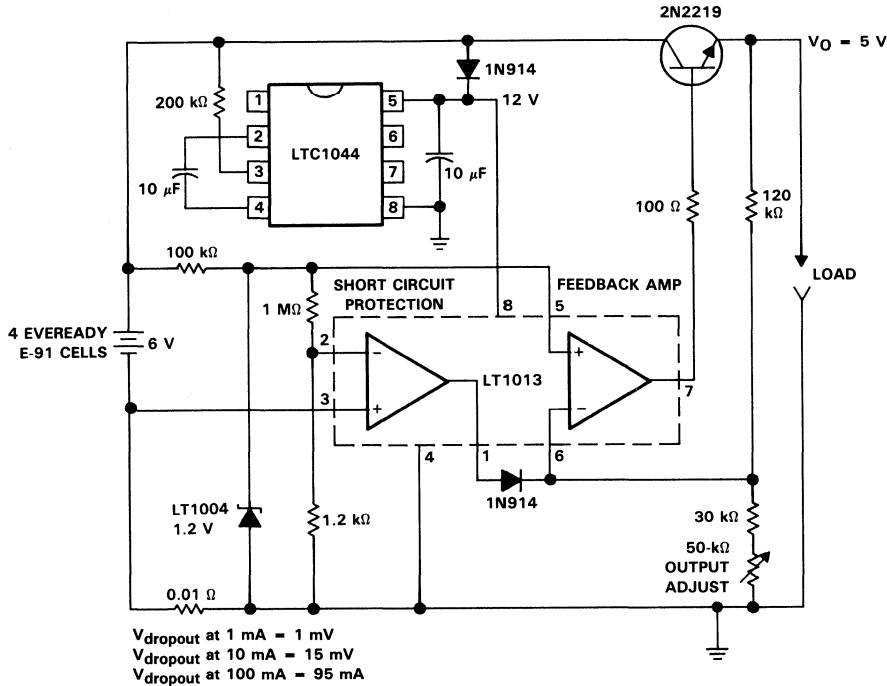 2N2219
V_O = 5 V
1N914
12 V
200 kΩ
10 μF
LTC1044
1
2
3
4
5
6
7
8
10 μF
100 Ω
120
kΩ
LOAD
100 kΩ
1 MΩ
SHORT CIRCUIT
PROTECTION
FEEDBACK AMP
8
5
4 EVEREADY
E-91 CELLS
6 V
2
3
−
+
LT1013
+
−
7
4
1
6
1N914
LT1004
1.2 V
1.2 kΩ
30 kΩ
50-kΩ
OUTPUT
ADJUST
0.01 Ω
V_dropout at 1 mA = 1 mV
V_dropout at 10 mA = 15 mV
V_dropout at 100 mA = 95 mA